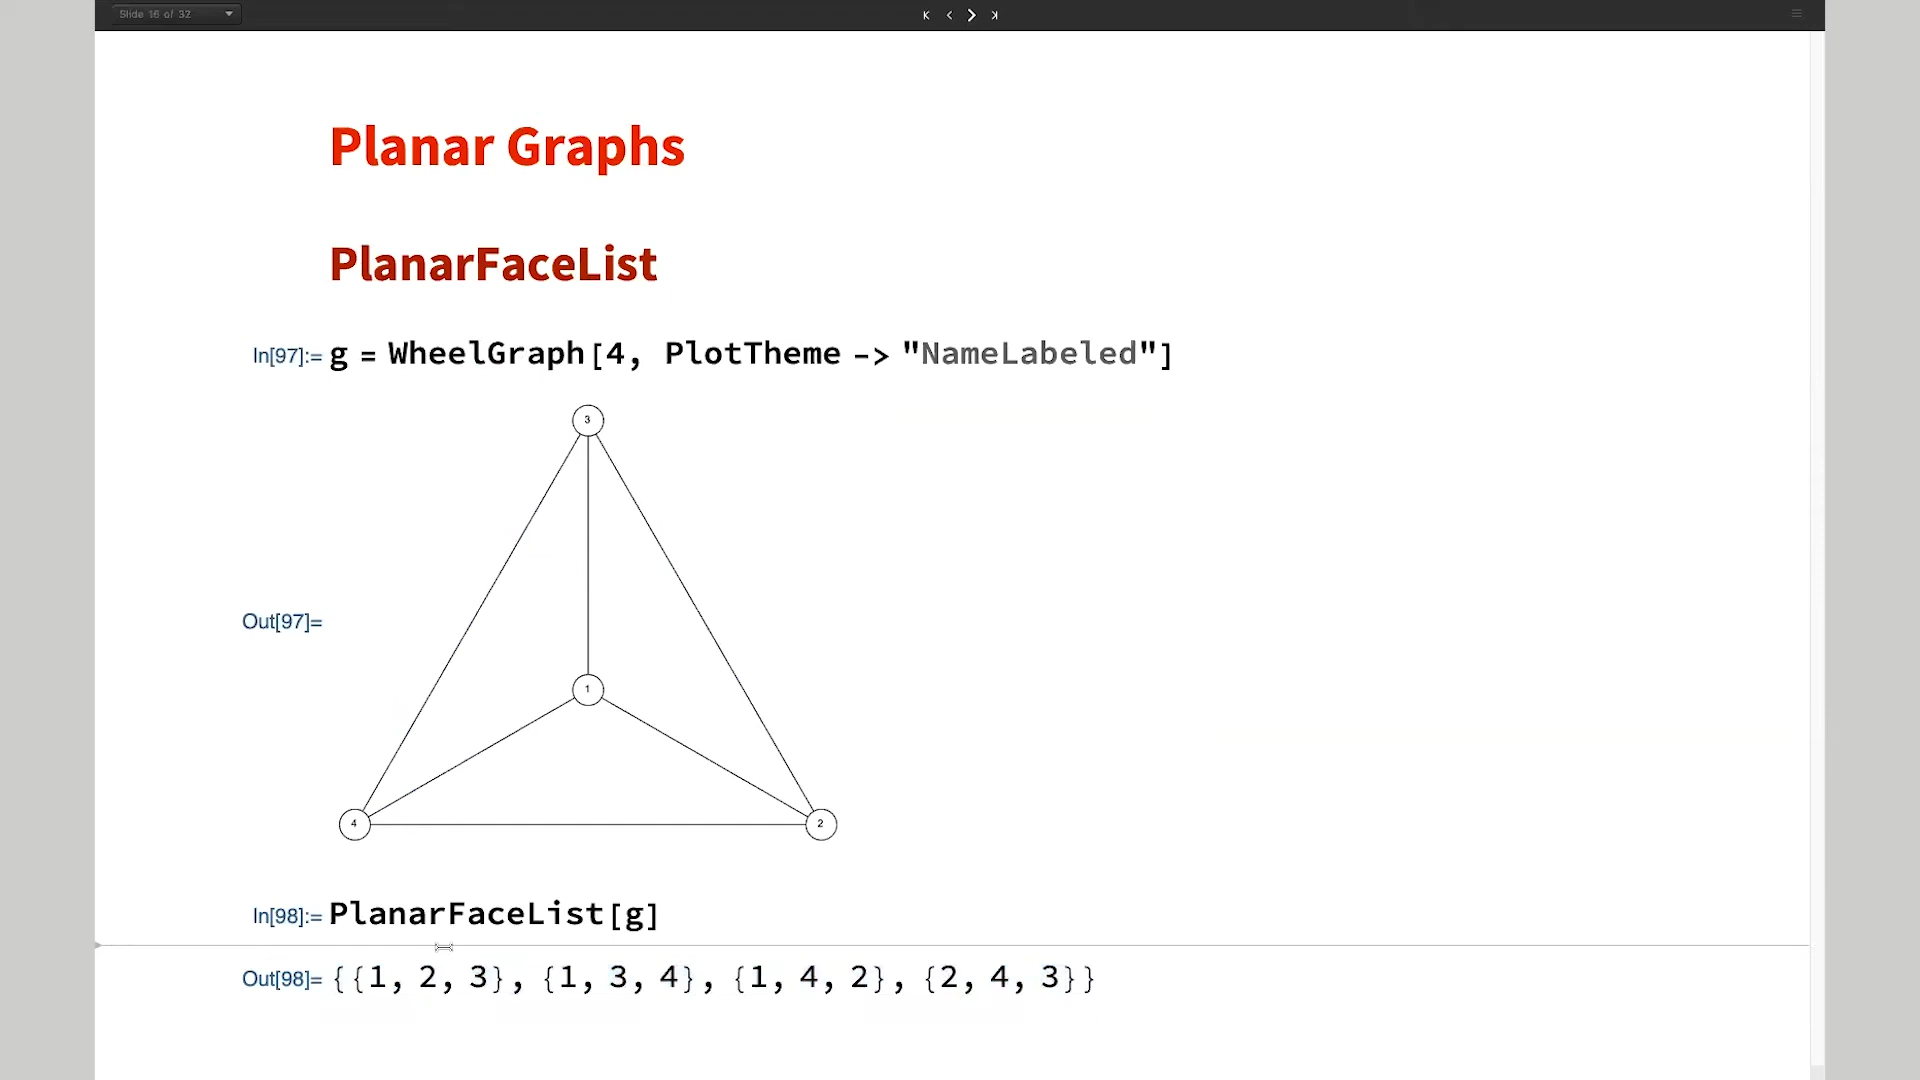 Slide 16 of 32
Planar Graphs
PlanarFaceList
In[97]:= g = WheelGraph[4, PlotTheme -> "NameLabeled"]
3
Out[97]=
1
4
2
In[98]:= PlanarFaceList[g]
Out[98]= {{1, 2, 3}, {1, 3, 4}, {1, 4, 2}, {2, 4, 3}}